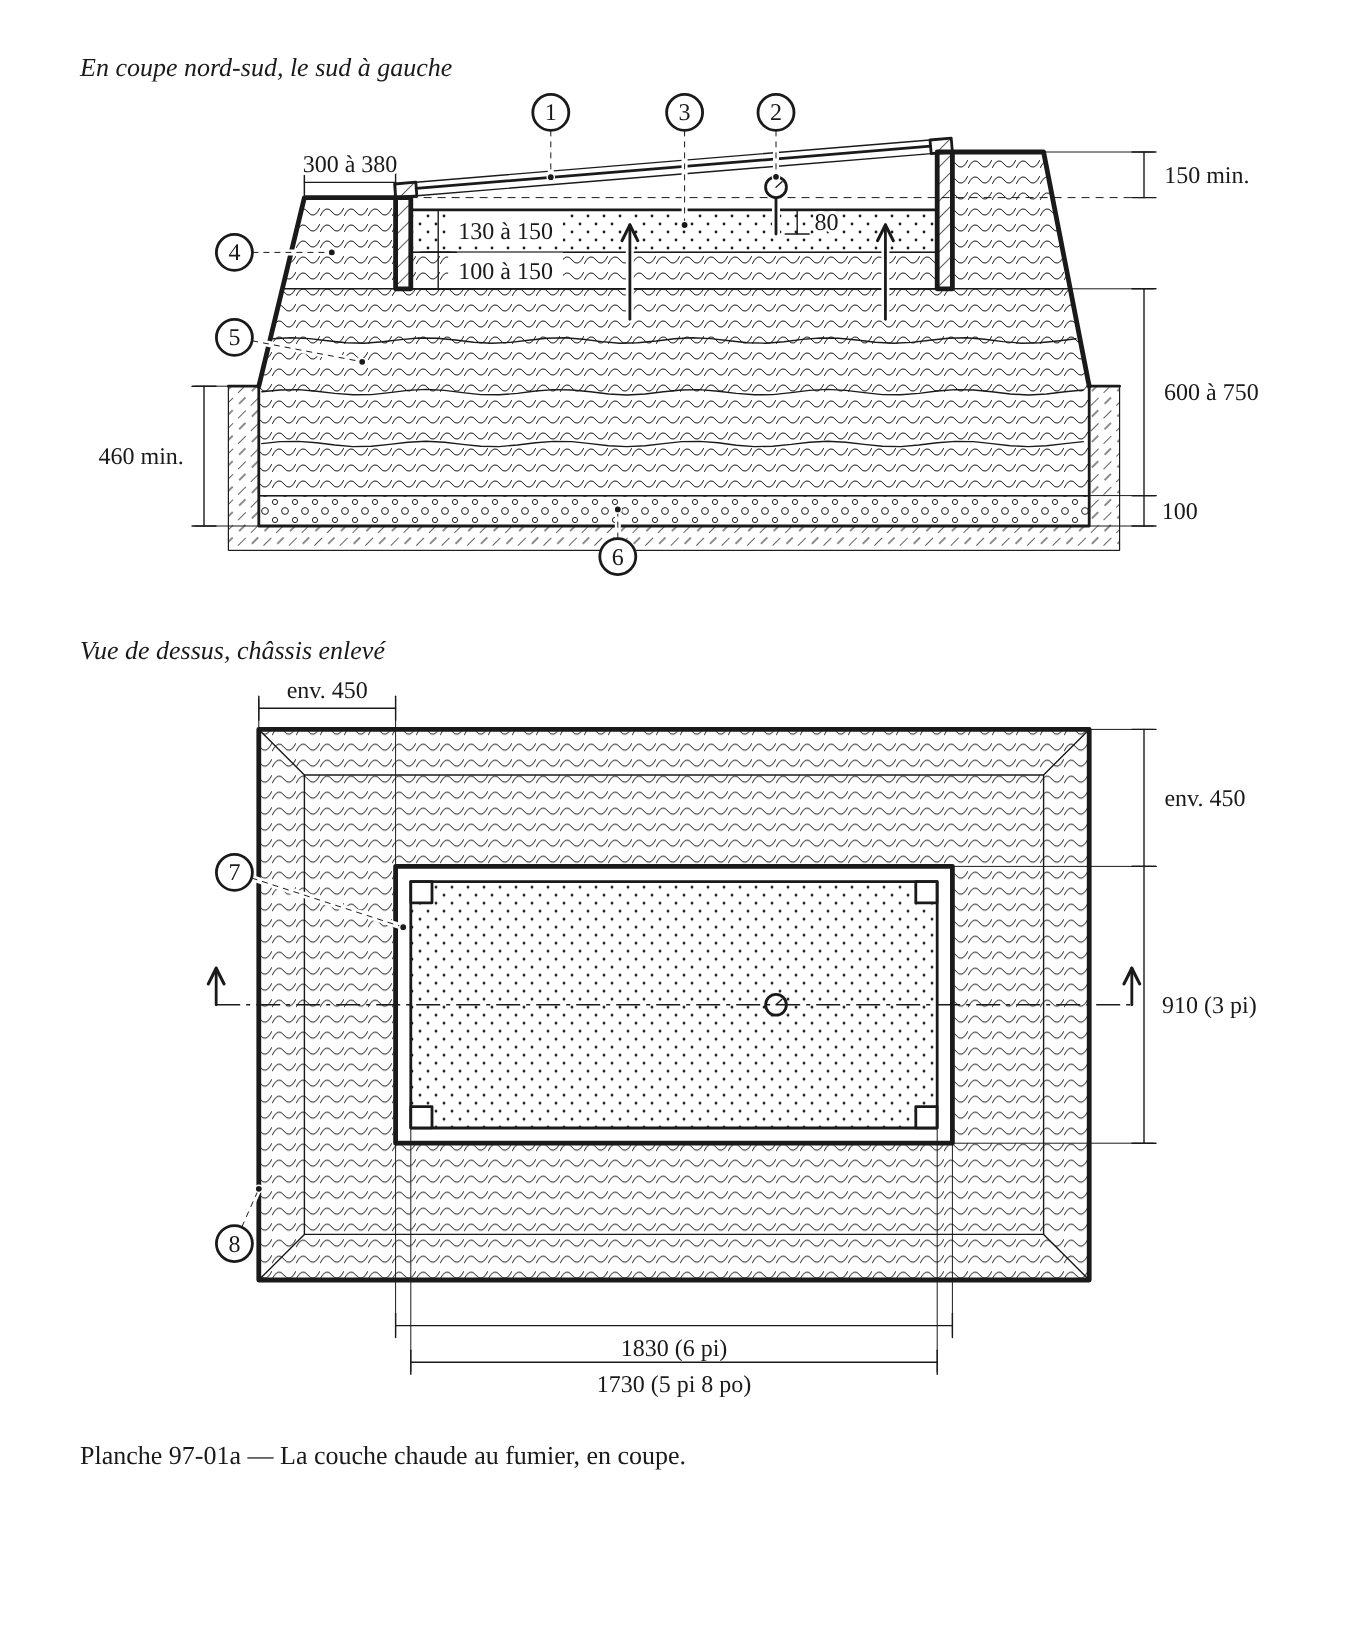 En coupe nord-sud, le sud à gauche
1
3
2
300 à 380
150 min.
130 à 150
80
4
100 à 150
5
600 à 750
460 min.
100
6
Vue de dessus, châssis enlevé
env. 450
env. 450
7
910 (3 pi)
8
1830 (6 pi)
1730 (5 pi 8 po)
Planche 97-01a — La couche chaude au fumier, en coupe.